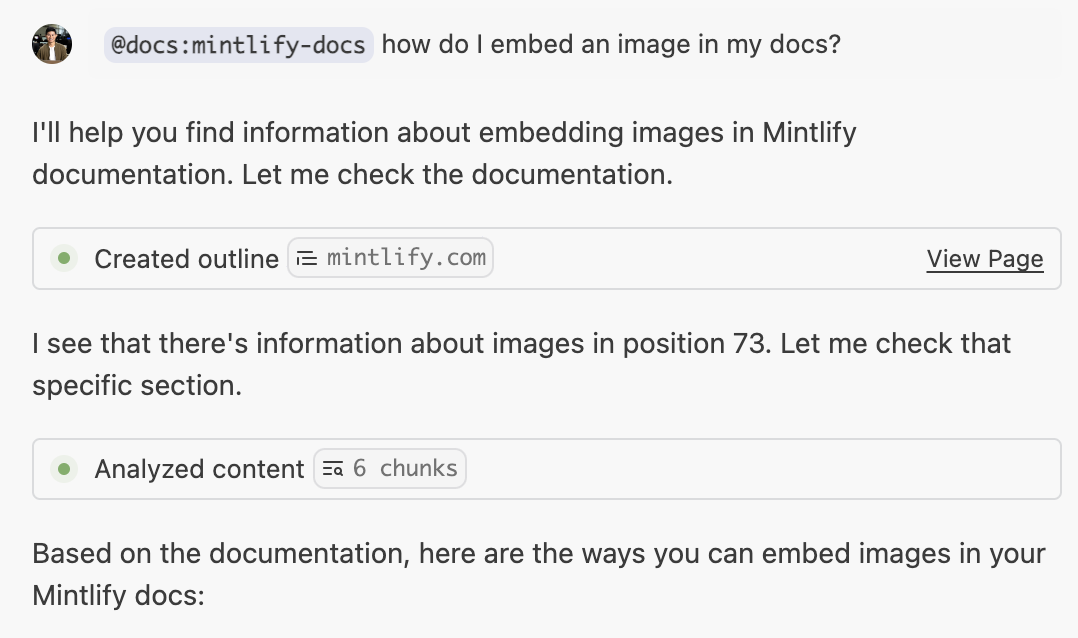 @docs:mintlify-docs how do I embed an image in my docs?
I'll help you find information about embedding images in Mintlify
documentation. Let me check the documentation.
Created outline mintlify.com View Page
I see that there's information about images in position 73. Let me check that
specific section.
Analyzed content 6 chunks
Based on the documentation, here are the ways you can embed images in your
Mintlify docs: